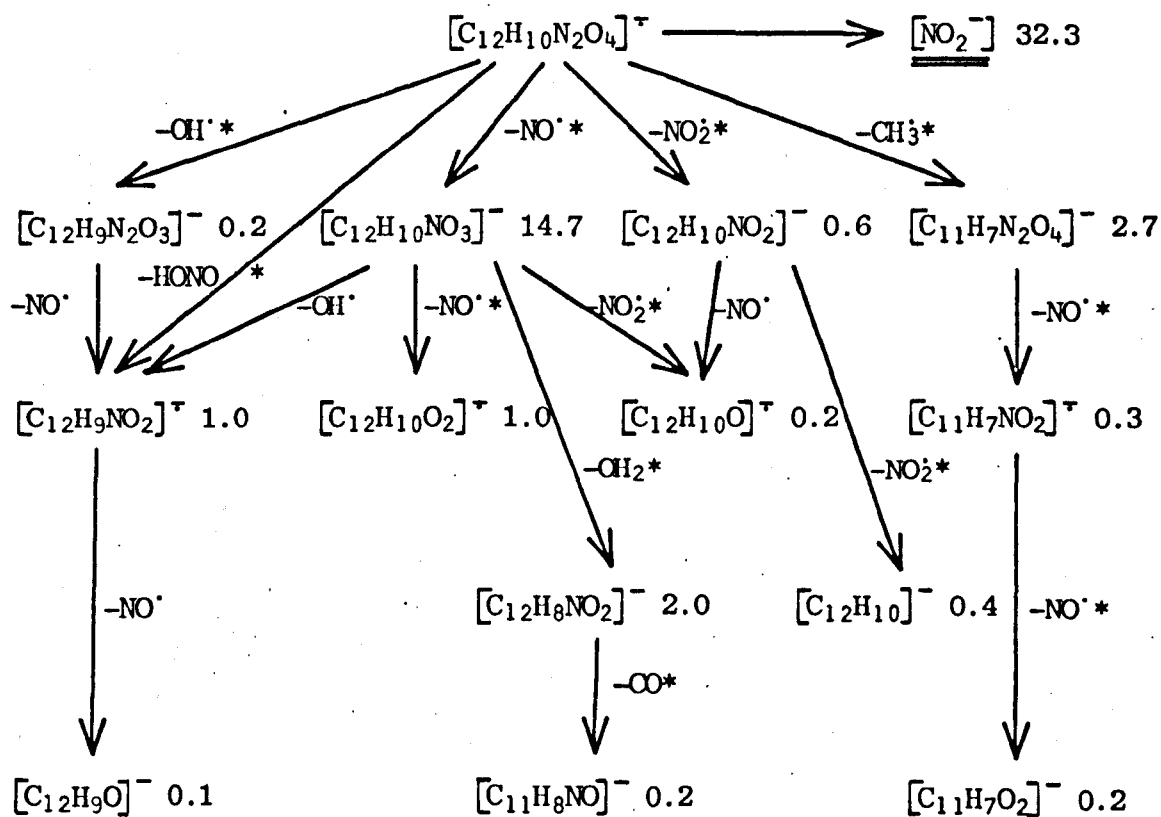 [C12H10N2O4]⨪ [NO2⁻] 32.3
-OH·* -NO·* -NO2·* -CH3·*
[C12H9N2O3]⁻ 0.2 [C12H10NO3]⁻ 14.7 [C12H10NO2]⁻ 0.6 [C11H7N2O4]⁻ 2.7
-NO· -HONO * -OH· -NO·* -NO2·* -NO· -NO·*
[C12H9NO2]⨪ 1.0 [C12H10O2]⨪ 1.0 [C12H10O]⨪ 0.2 [C11H7NO2]⨪ 0.3
-OH2* -NO2·*
-NO· [C12H8NO2]⁻ 2.0 [C12H10]⁻ 0.4 -NO·*
-CO*
[C12H9O]⁻ 0.1 [C11H8NO]⁻ 0.2 [C11H7O2]⁻ 0.2